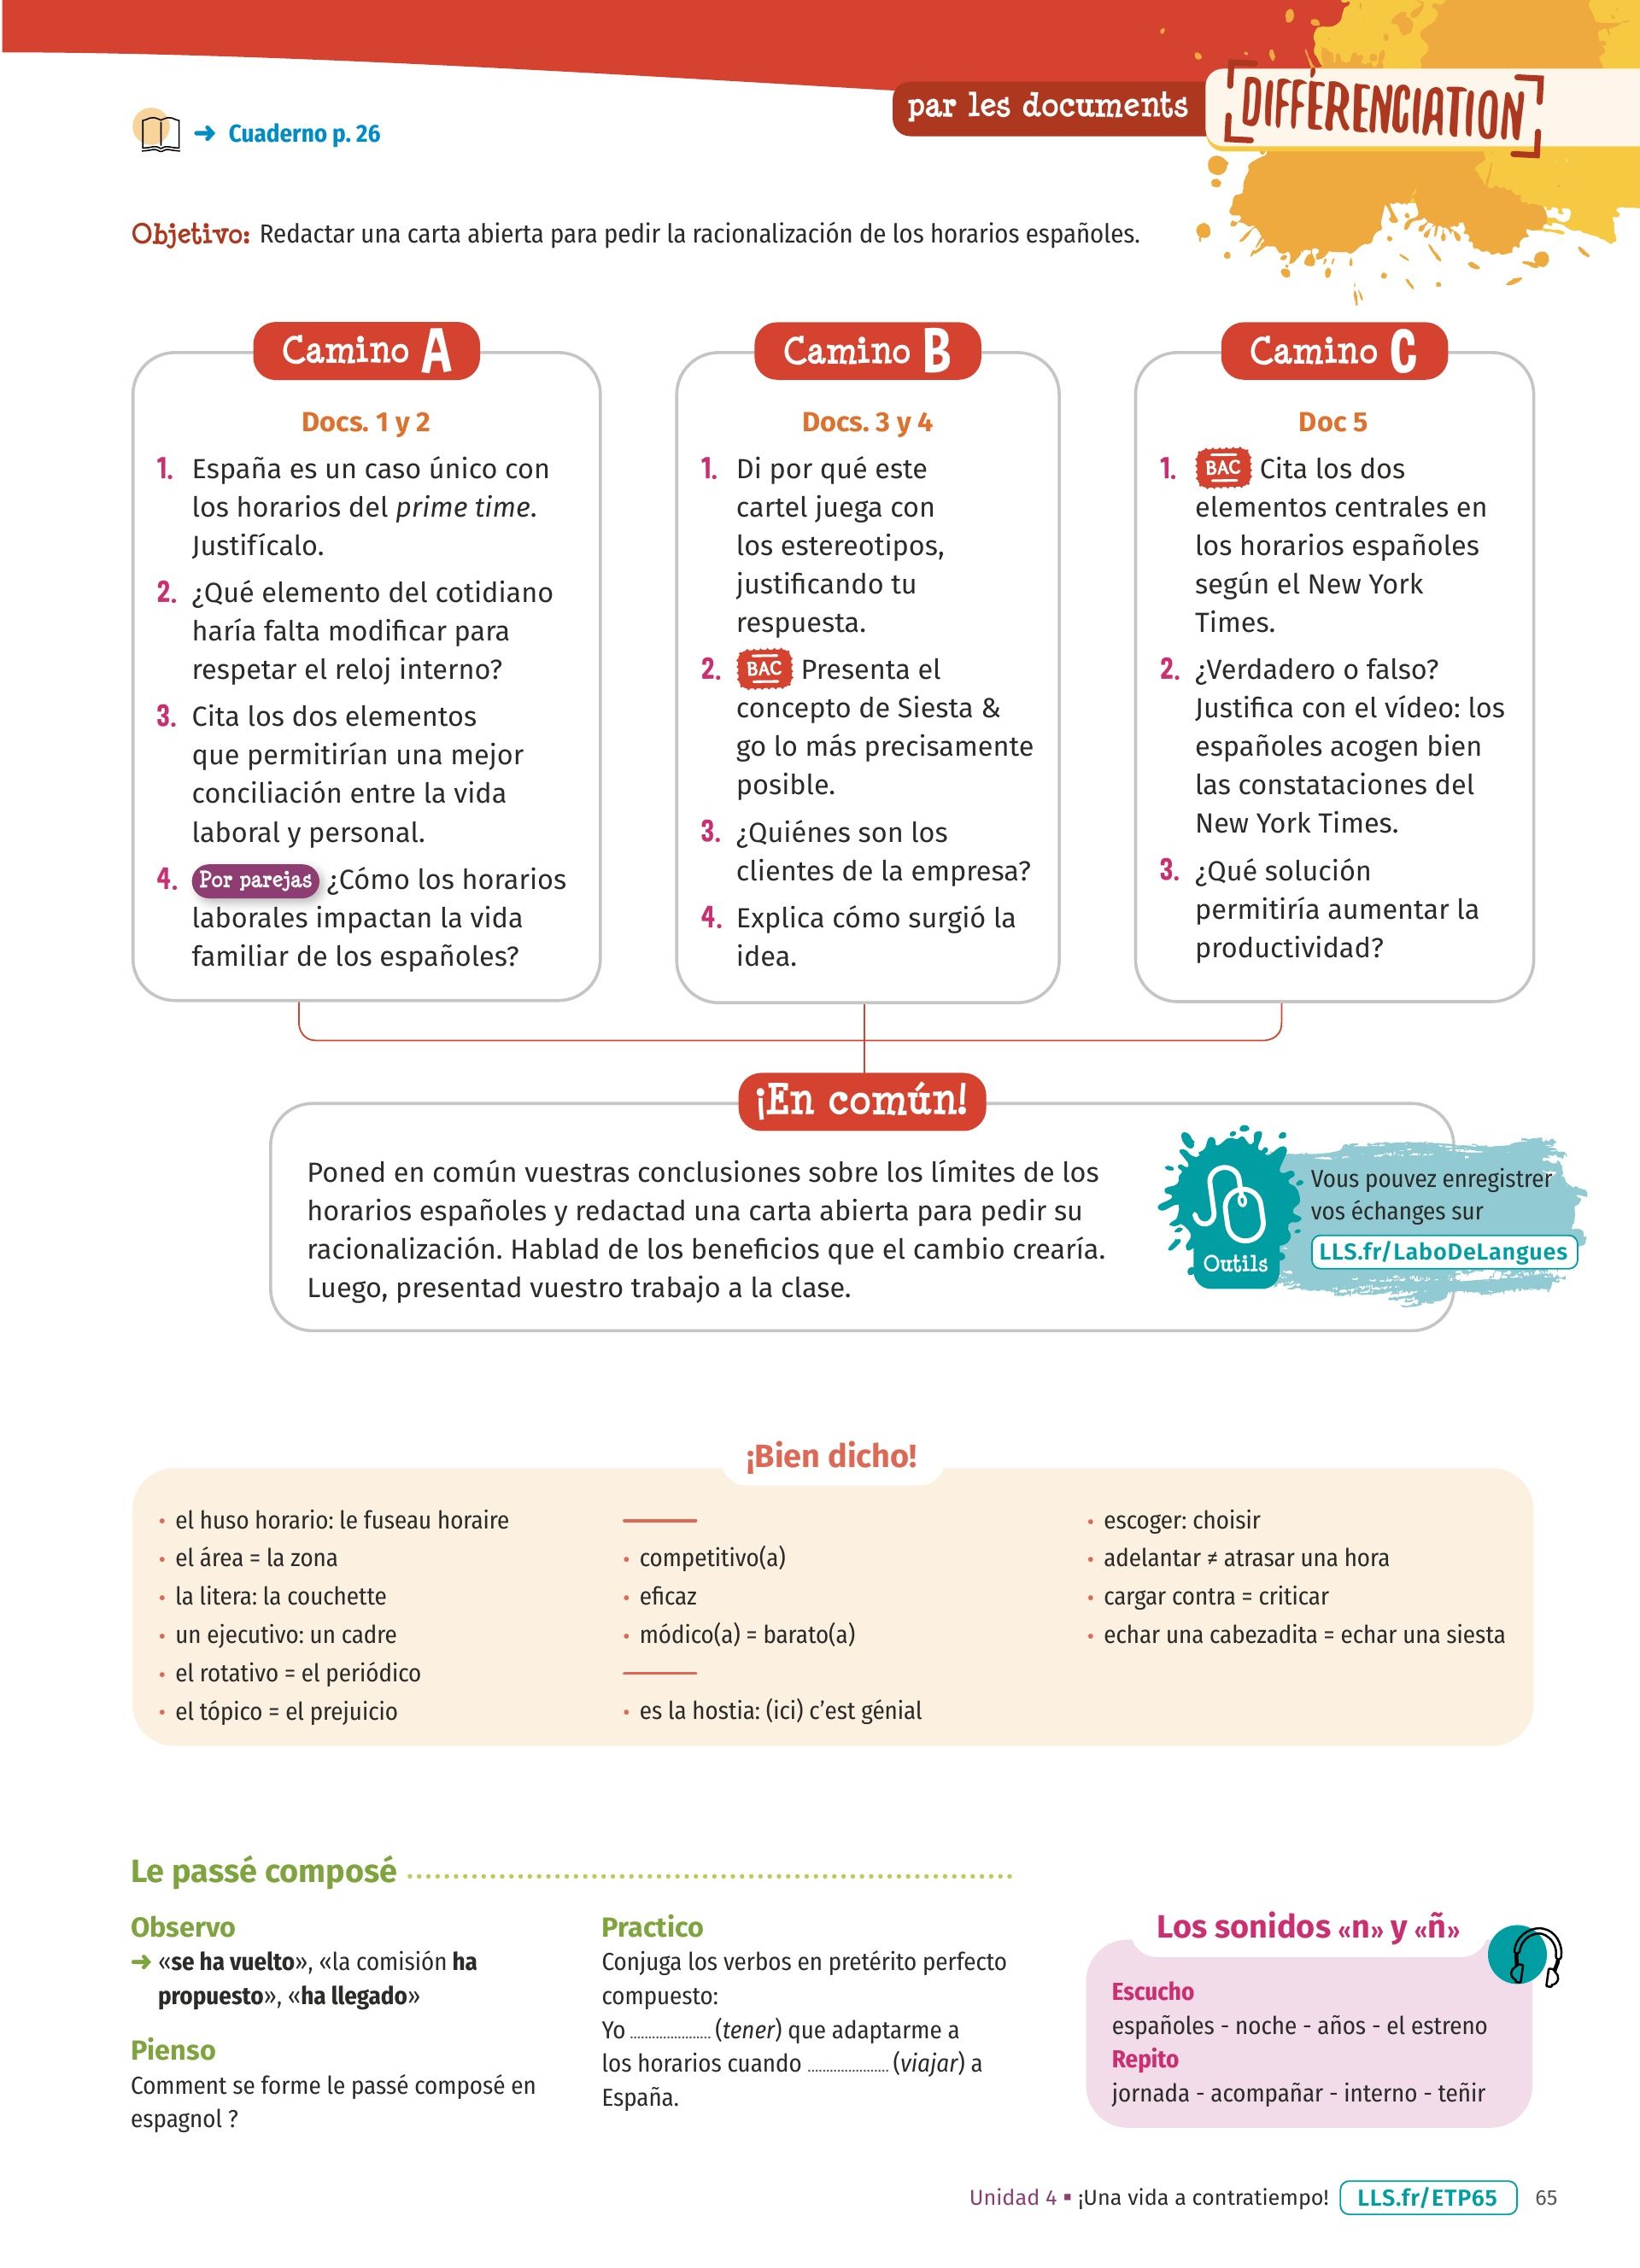 par les documents
DIFFÉRENCIATION
→ Cuaderno p. 26
Objetivo: Redactar una carta abierta para pedir la racionalización de los horarios españoles.
Camino A
Docs. 1 y 2
1. España es un caso único con
los horarios del prime time.
Justifícalo.
2. ¿Qué elemento del cotidiano
haría falta modificar para
respetar el reloj interno?
3. Cita los dos elementos
que permitirían una mejor
conciliación entre la vida
laboral y personal.
4. Por parejas ¿Cómo los horarios
laborales impactan la vida
familiar de los españoles?
Camino B
Docs. 3 y 4
1. Di por qué este
cartel juega con
los estereotipos,
justificando tu
respuesta.
2. BAC Presenta el
concepto de Siesta &
go lo más precisamente
posible.
3. ¿Quiénes son los
clientes de la empresa?
4. Explica cómo surgió la
idea.
Camino C
Doc 5
1. BAC Cita los dos
elementos centrales en
los horarios españoles
según el New York
Times.
2. ¿Verdadero o falso?
Justifica con el vídeo: los
españoles acogen bien
las constataciones del
New York Times.
3. ¿Qué solución
permitiría aumentar la
productividad?
¡En común!
Poned en común vuestras conclusiones sobre los límites de los
horarios españoles y redactad una carta abierta para pedir su
racionalización. Hablad de los beneficios que el cambio crearía.
Luego, presentad vuestro trabajo a la clase.
Outils
Vous pouvez enregistrer
vos échanges sur
LLS.fr/LaboDeLangues
¡Bien dicho!
• el huso horario: le fuseau horaire
• el área = la zona
• la litera: la couchette
• un ejecutivo: un cadre
• el rotativo = el periódico
• el tópico = el prejuicio
• competitivo(a)
• eficaz
• módico(a) = barato(a)
• es la hostia: (ici) c'est génial
• escoger: choisir
• adelantar ≠ atrasar una hora
• cargar contra = criticar
• echar una cabezadita = echar una siesta
Le passé composé
Observo
→ «se ha vuelto», «la comisión ha
propuesto», «ha llegado»
Pienso
Comment se forme le passé composé en
espagnol ?
Practico
Conjuga los verbos en pretérito perfecto
compuesto:
Yo ..................... (tener) que adaptarme a
los horarios cuando ..................... (viajar) a
España.
Los sonidos «n» y «ñ»
Escucho
españoles - noche - años - el estreno
Repito
jornada - acompañar - interno - teñir
Unidad 4 ▪ ¡Una vida a contratiempo! LLS.fr/ETP65 65